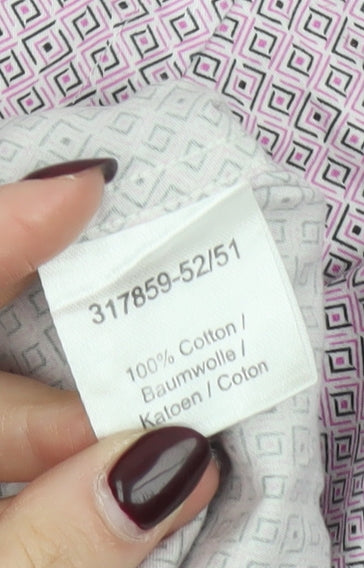 317859-52/51
100% Cotton /
Baumwolle /
Katoen / Coton